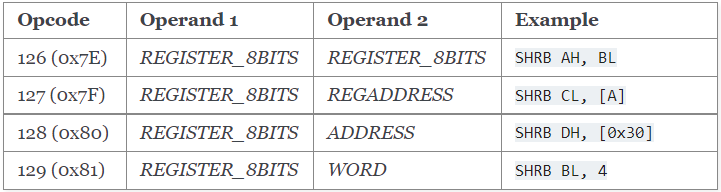 Opcode Operand 1 Operand 2 Example
126 (0x7E) REGISTER_8BITS REGISTER_8BITS SHRB AH, BL
127 (0x7F) REGISTER_8BITS REGADDRESS SHRB CL, [A]
128 (0x80) REGISTER_8BITS ADDRESS SHRB DH, [0x30]
129 (0x81) REGISTER_8BITS WORD SHRB BL, 4